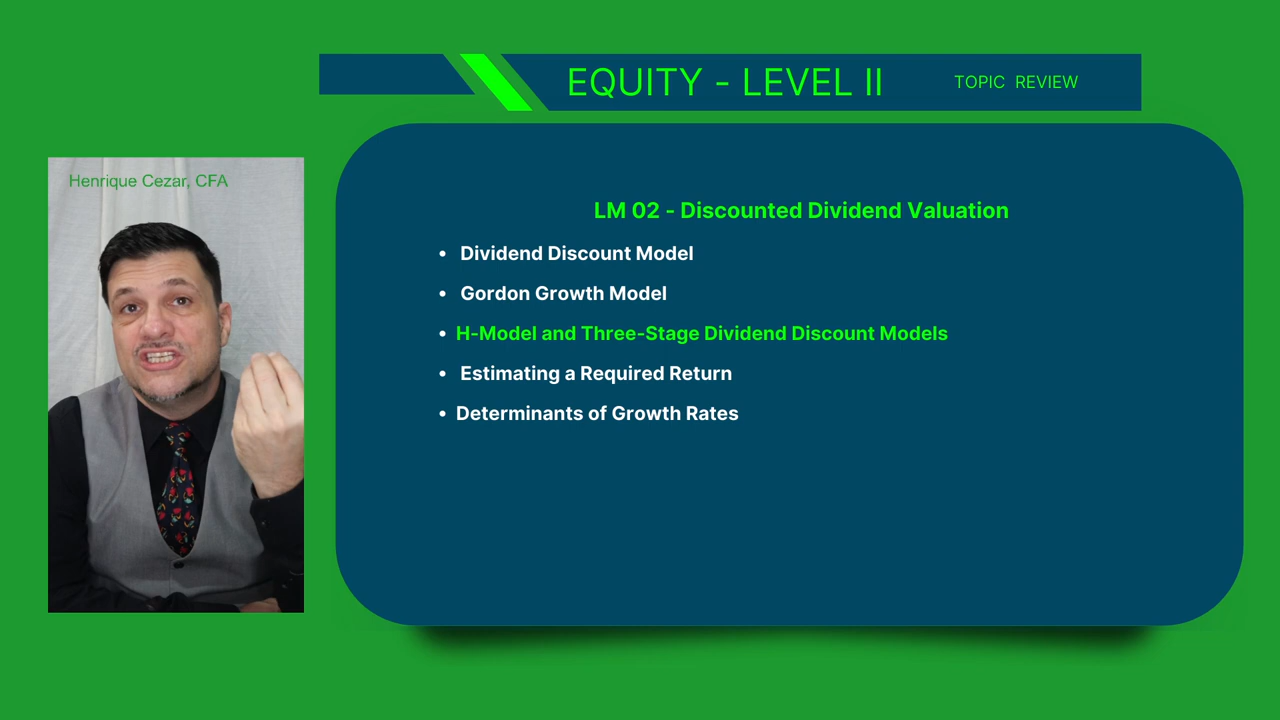 EQUITY - LEVEL II
TOPIC REVIEW
Henrique Cezar, CFA
LM 02 - Discounted Dividend Valuation
• Dividend Discount Model
• Gordon Growth Model
• H-Model and Three-Stage Dividend Discount Models
• Estimating a Required Return
• Determinants of Growth Rates